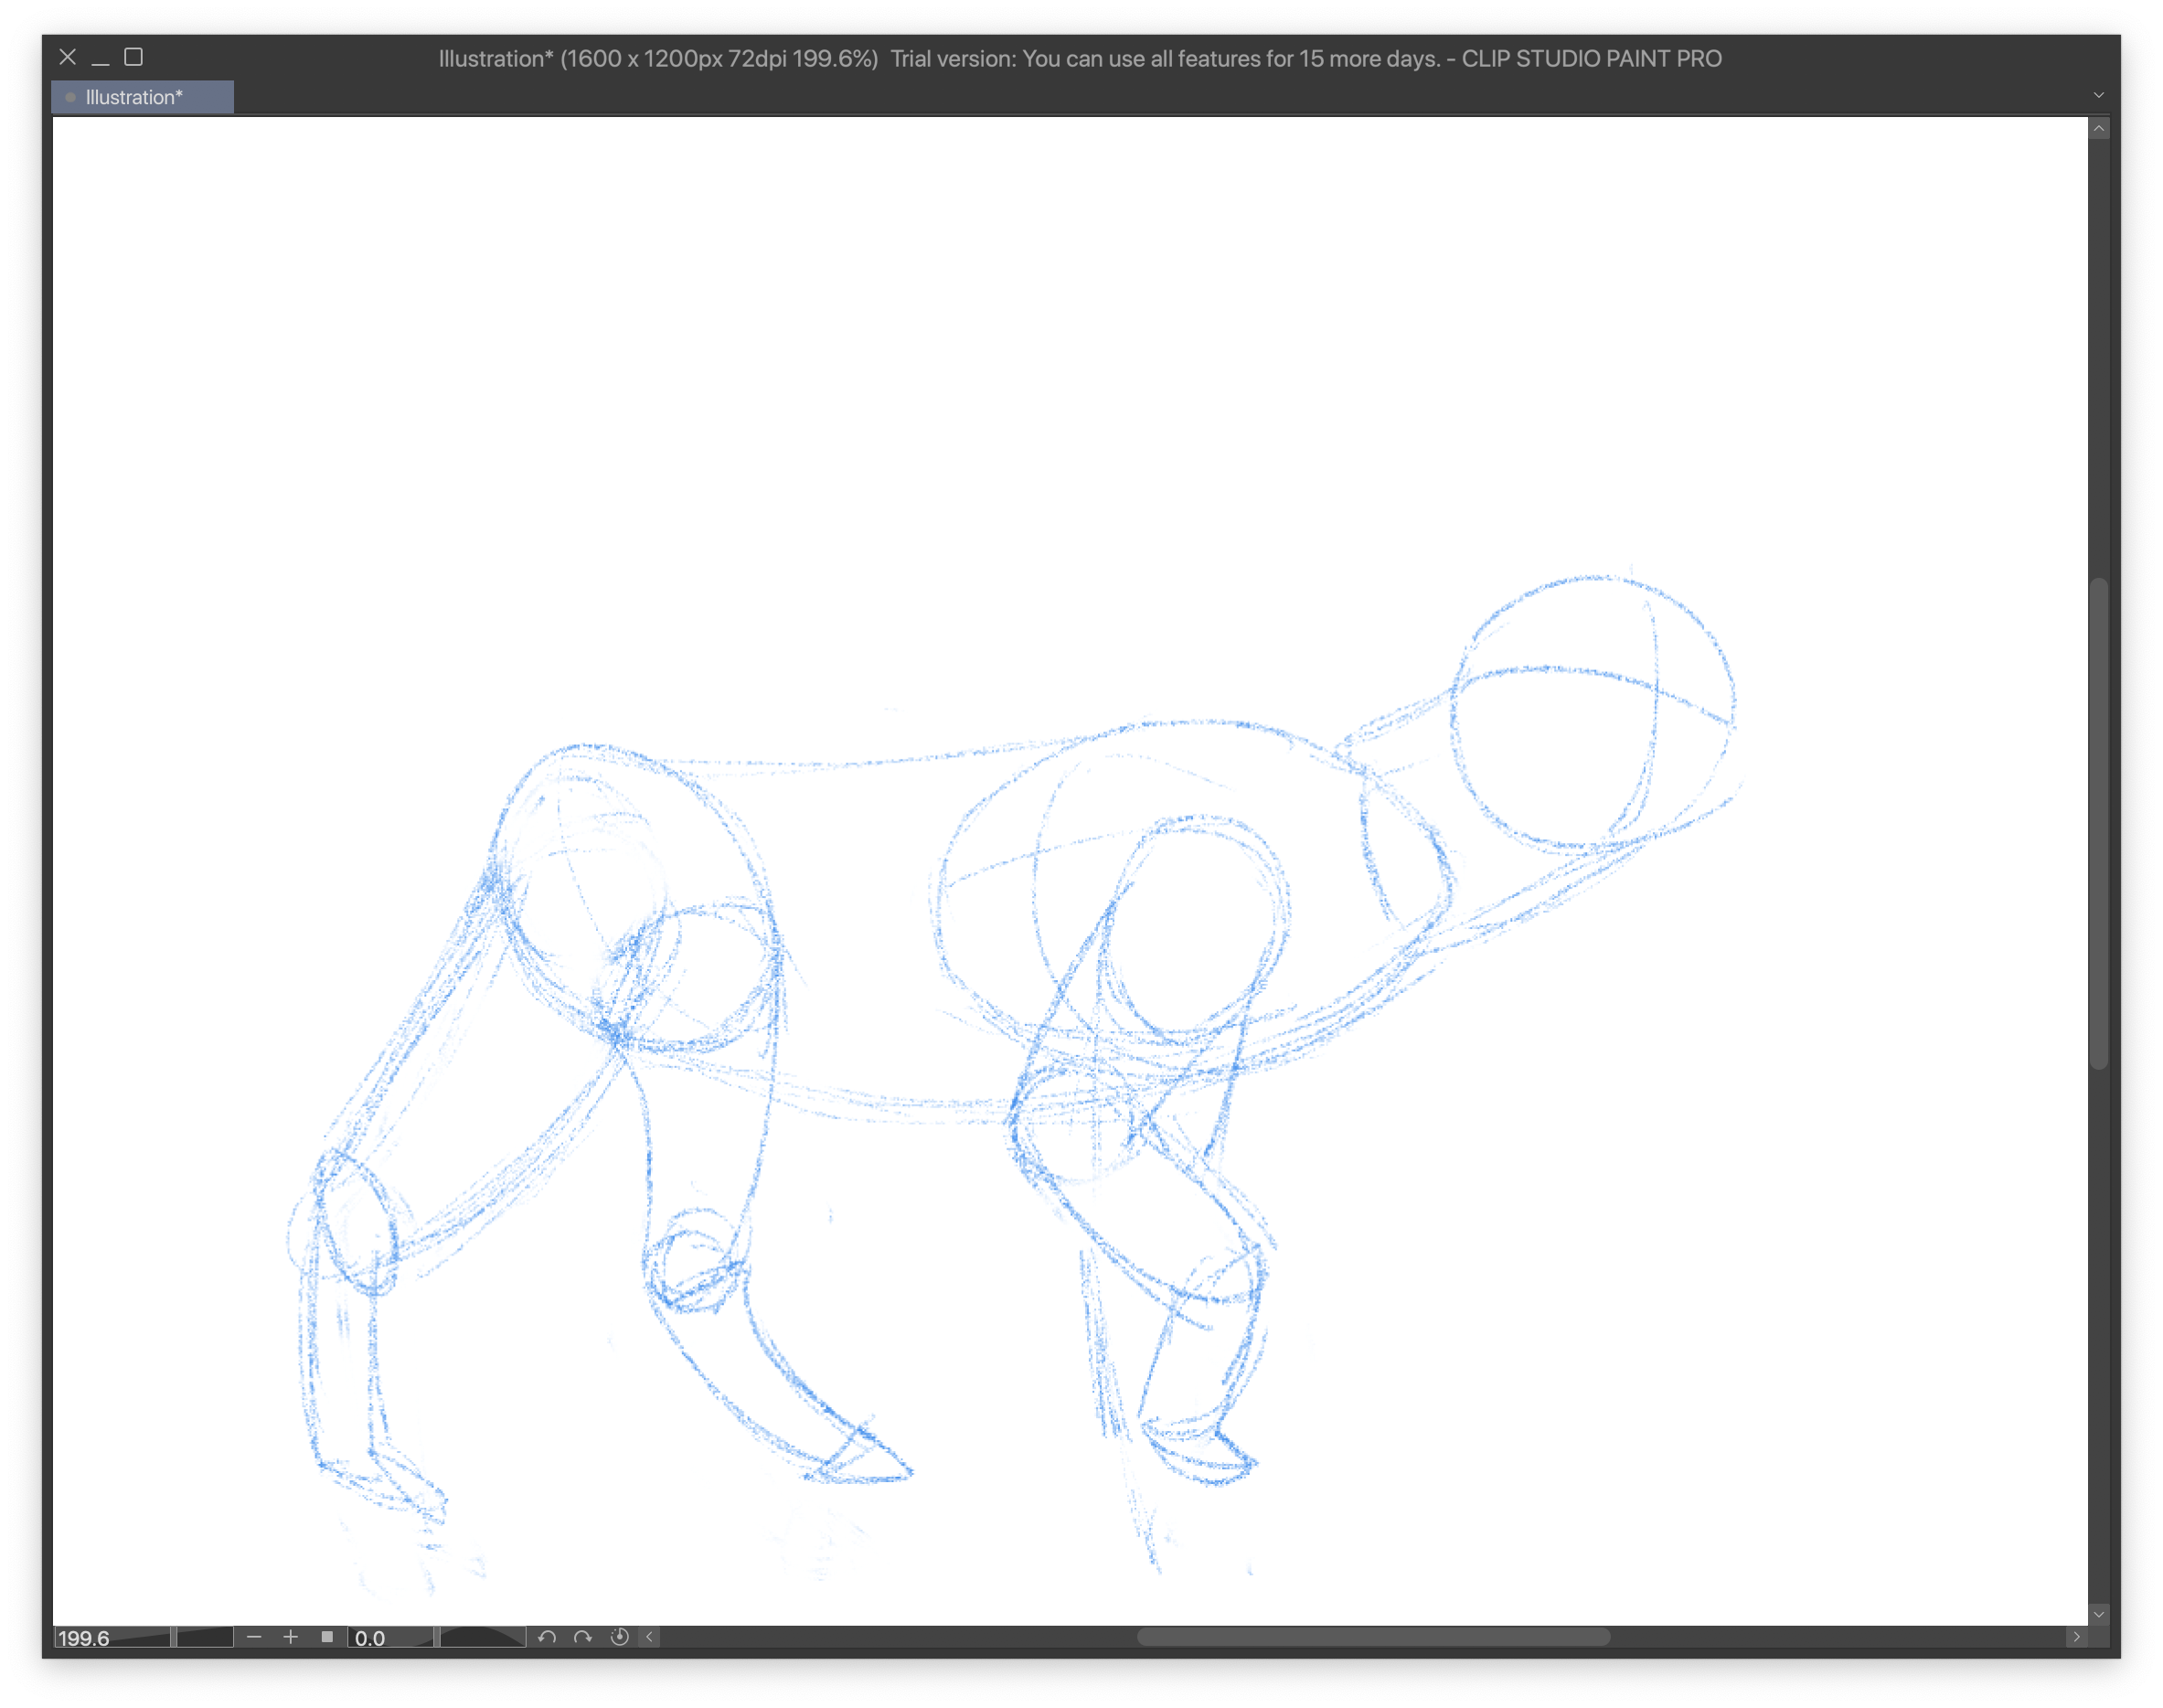 Illustration* (1600 x 1200px 72dpi 199.6%)  Trial version: You can use all features for 15 more days. - CLIP STUDIO PAINT PRO
Illustration*
199.6
0.0